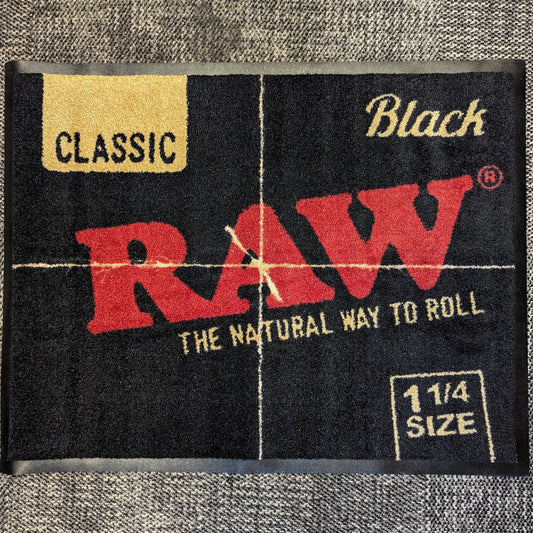 CLASSIC
Black
RAW®
THE NATURAL WAY TO ROLL
1 1/4
SIZE